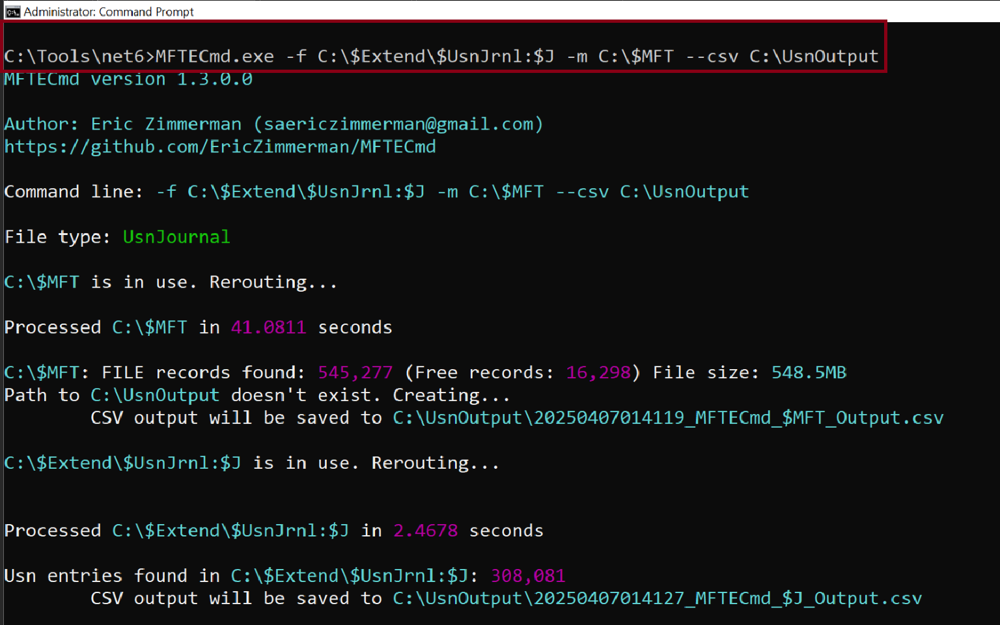 Administrator: Command Prompt
C:\Tools\net6>MFTECmd.exe -f C:\$Extend\$UsnJrnl:$J -m C:\$MFT --csv C:\UsnOutput
MFTECmd version 1.3.0.0
Author: Eric Zimmerman (saericzimmerman@gmail.com)
https://github.com/EricZimmerman/MFTECmd
Command line: -f C:\$Extend\$UsnJrnl:$J -m C:\$MFT --csv C:\UsnOutput
File type: UsnJournal
C:\$MFT is in use. Rerouting...
Processed C:\$MFT in 41.0811 seconds
C:\$MFT: FILE records found: 545,277 (Free records: 16,298) File size: 548.5MB
Path to C:\UsnOutput doesn't exist. Creating...
CSV output will be saved to C:\UsnOutput\20250407014119_MFTECmd_$MFT_Output.csv
C:\$Extend\$UsnJrnl:$J is in use. Rerouting...
Processed C:\$Extend\$UsnJrnl:$J in 2.4678 seconds
Usn entries found in C:\$Extend\$UsnJrnl:$J: 308,081
CSV output will be saved to C:\UsnOutput\20250407014127_MFTECmd_$J_Output.csv